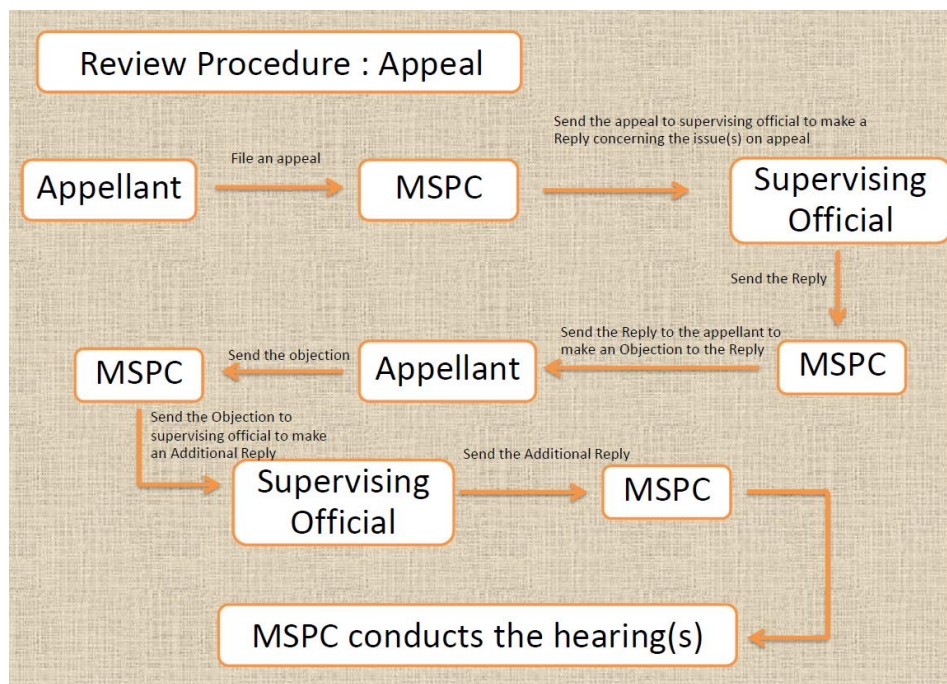 Review Procedure : Appeal
Send the appeal to supervising official to make a
Reply concerning the issue(s) on appeal
File an appeal
Appellant
MSPC
Supervising
Official
Send the Reply
Send the Reply to the appellant to
make an Objection to the Reply
MSPC
Appellant
Send the objection
MSPC
Send the Objection to
supervising official to make
an Additional Reply
Supervising
Official
Send the Additional Reply
MSPC
MSPC conducts the hearing(s)